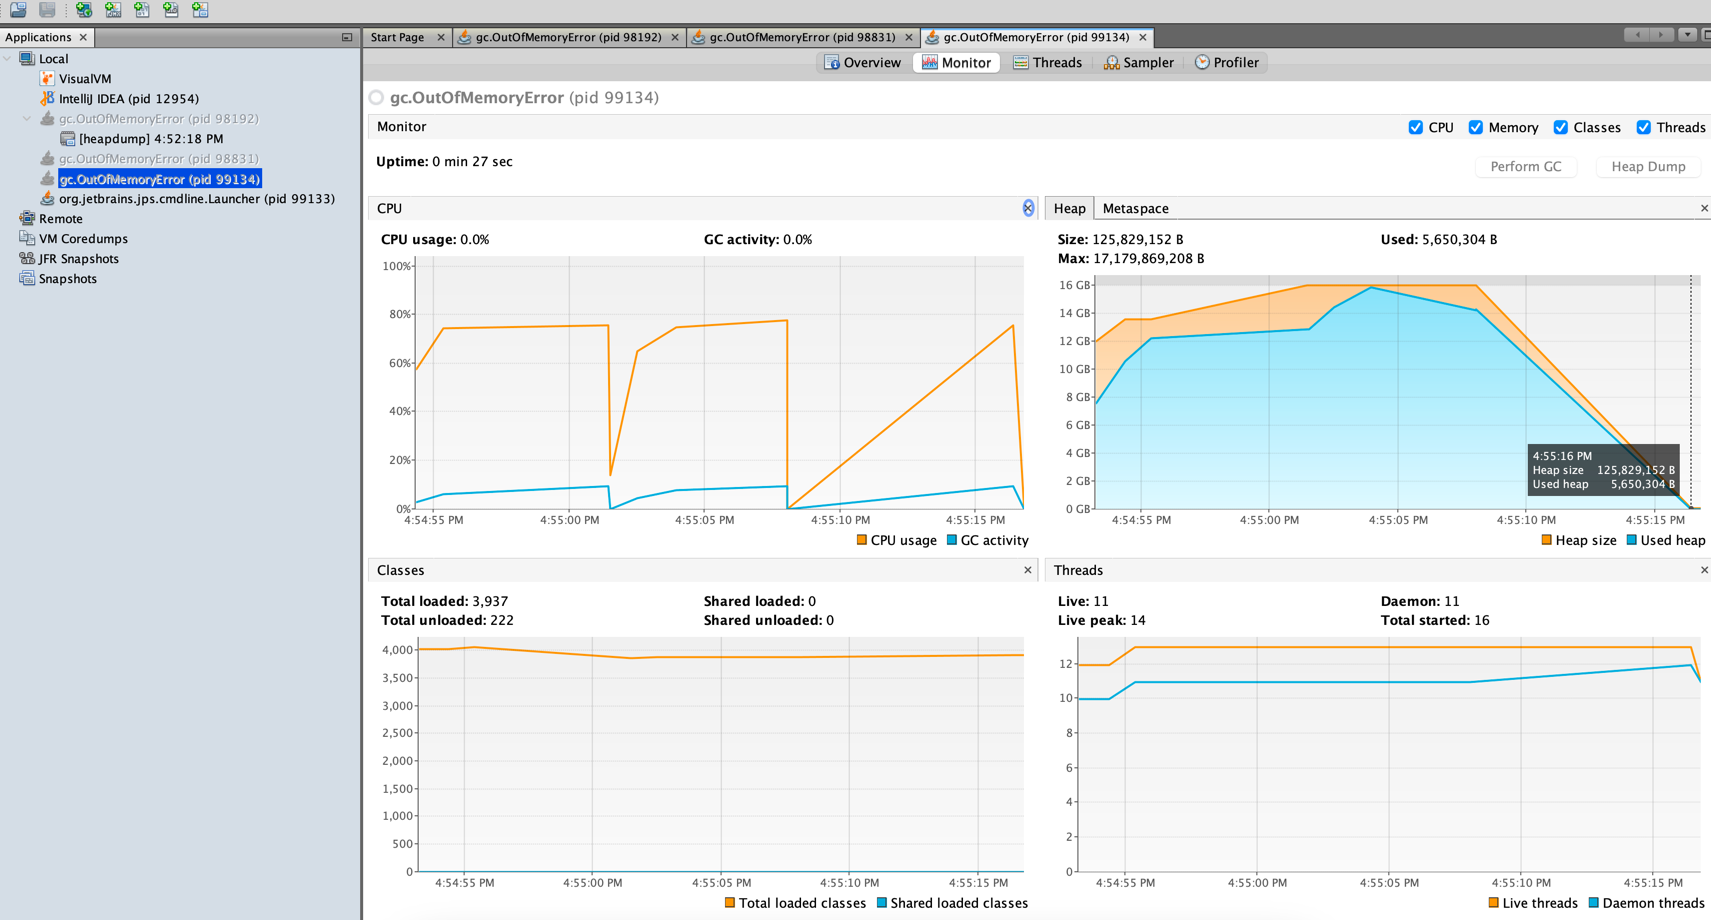 Applications
Start Page
gc.OutOfMemoryError (pid 98192)
gc.OutOfMemoryError (pid 98831)
gc.OutOfMemoryError (pid 99134)
Local
VisualVM
IntelliJ IDEA (pid 12954)
gc.OutOfMemoryError (pid 98192)
[heapdump] 4:52:18 PM
gc.OutOfMemoryError (pid 98831)
gc.OutOfMemoryError (pid 99134)
org.jetbrains.jps.cmdline.Launcher (pid 99133)
Remote
VM Coredumps
JFR Snapshots
Snapshots
Overview
Monitor
Threads
Sampler
Profiler
gc.OutOfMemoryError (pid 99134)
Monitor
CPU
Memory
Classes
Threads
Uptime: 0 min 27 sec
Perform GC
Heap Dump
CPU
CPU usage: 0.0%
GC activity: 0.0%
100%
80%
60%
40%
20%
0%
4:54:55 PM
4:55:00 PM
4:55:05 PM
4:55:10 PM
4:55:15 PM
CPU usage
GC activity
Heap
Metaspace
Size: 125,829,152 B
Used: 5,650,304 B
Max: 17,179,869,208 B
16 GB
14 GB
12 GB
10 GB
8 GB
6 GB
4 GB
2 GB
0 GB
4:55:16 PM
Heap size 125,829,152 B
Used heap 5,650,304 B
4:54:55 PM
4:55:00 PM
4:55:05 PM
4:55:10 PM
4:55:15 PM
Heap size
Used heap
Classes
Total loaded: 3,937
Shared loaded: 0
Total unloaded: 222
Shared unloaded: 0
4,000
3,500
3,000
2,500
2,000
1,500
1,000
500
0
4:54:55 PM
4:55:00 PM
4:55:05 PM
4:55:10 PM
4:55:15 PM
Total loaded classes
Shared loaded classes
Threads
Live: 11
Daemon: 11
Live peak: 14
Total started: 16
12
10
8
6
4
2
0
4:54:55 PM
4:55:00 PM
4:55:05 PM
4:55:10 PM
4:55:15 PM
Live threads
Daemon threads